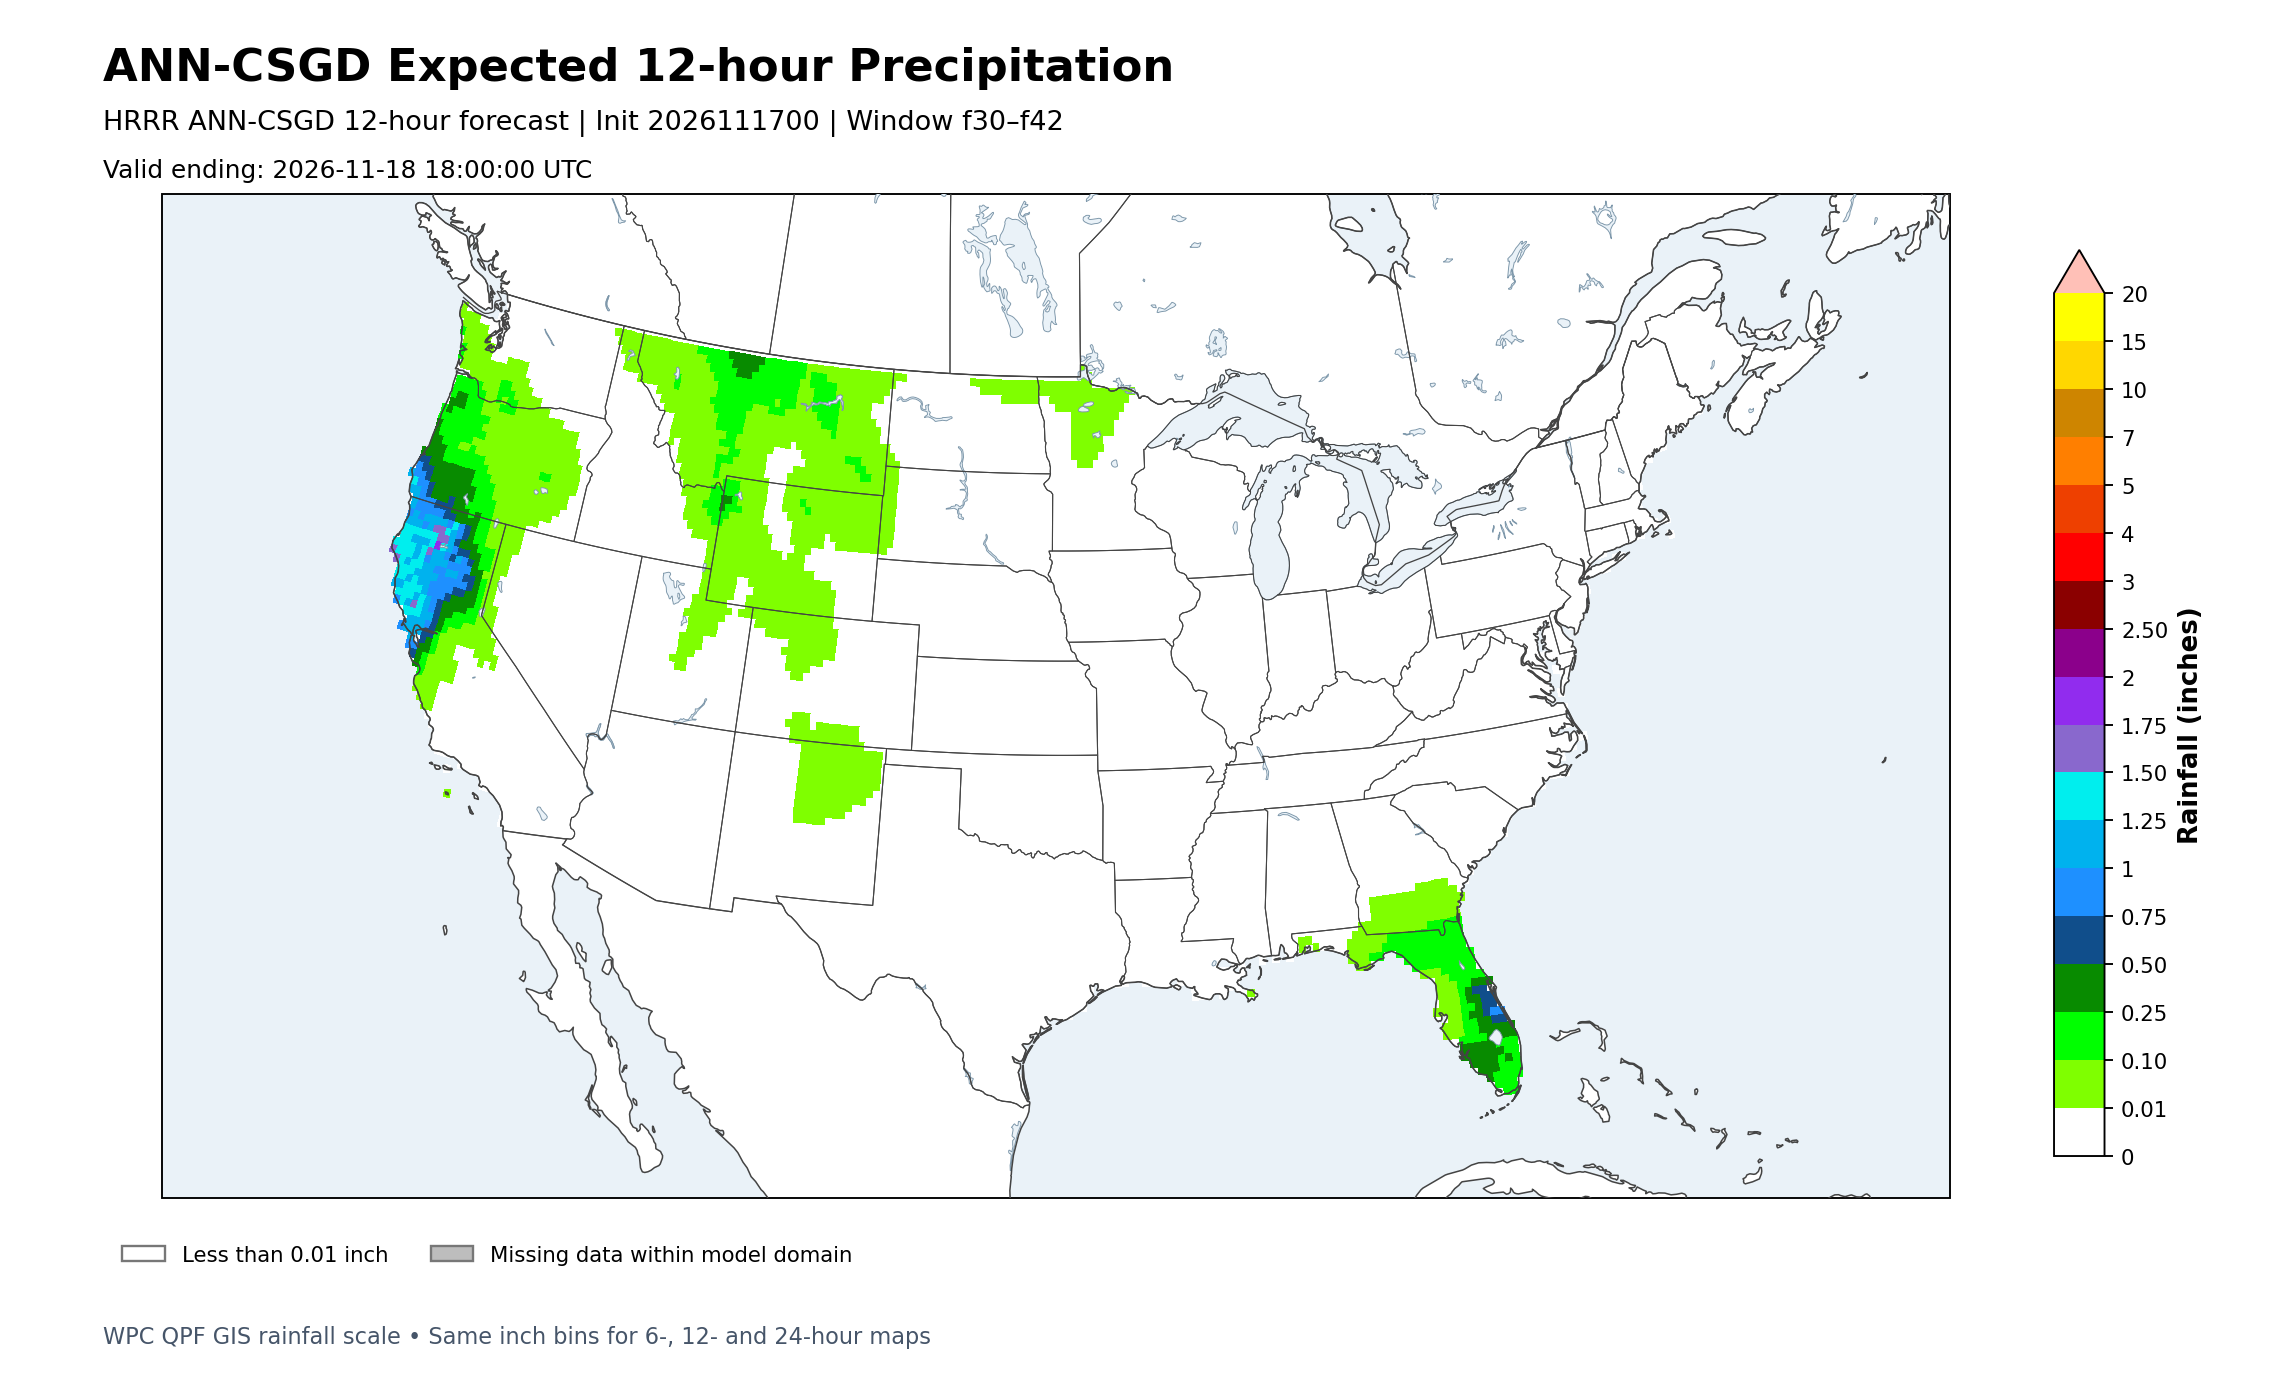 ANN-CSGD Expected 12-hour Precipitation
HRRR ANN-CSGD 12-hour forecast | Init 2026111700 | Window f30–f42
Valid ending: 2026-11-18 18:00:00 UTC
20
15
10
7
5
4
3
2.50
2
1.75
1.50
1.25
1
0.75
0.50
0.25
0.10
0.01
0
Rainfall (inches)
Less than 0.01 inch
Missing data within model domain
WPC QPF GIS rainfall scale • Same inch bins for 6-, 12- and 24-hour maps